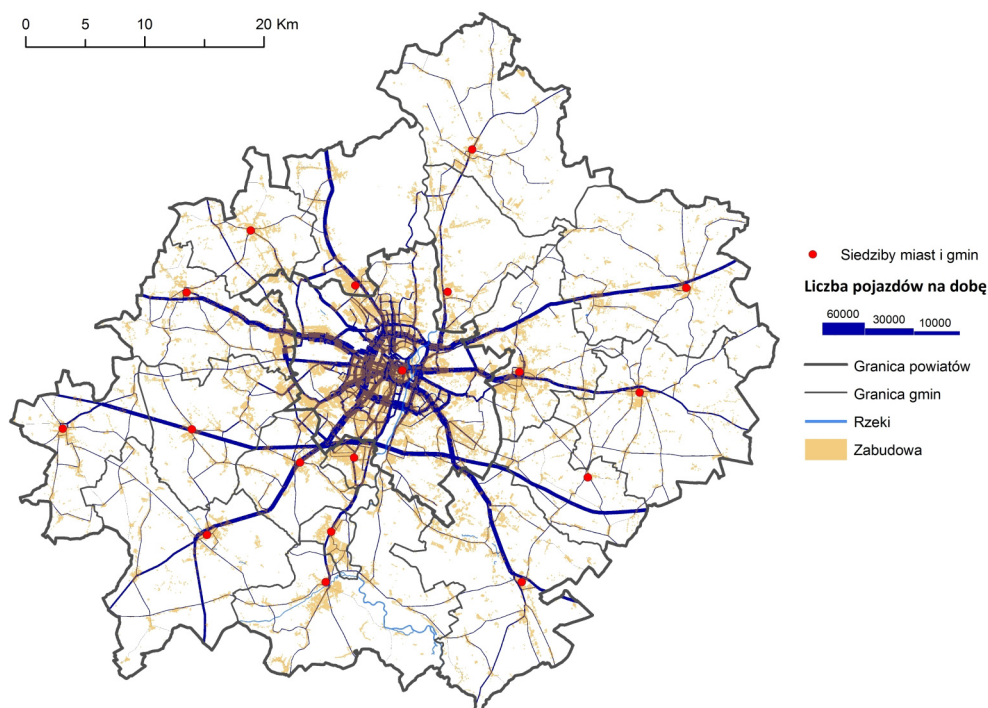 0 5 10 20 Km
Siedziby miast i gmin
Liczba pojazdów na dobę
60000 30000 10000
Granica powiatów
Granica gmin
Rzeki
Zabudowa